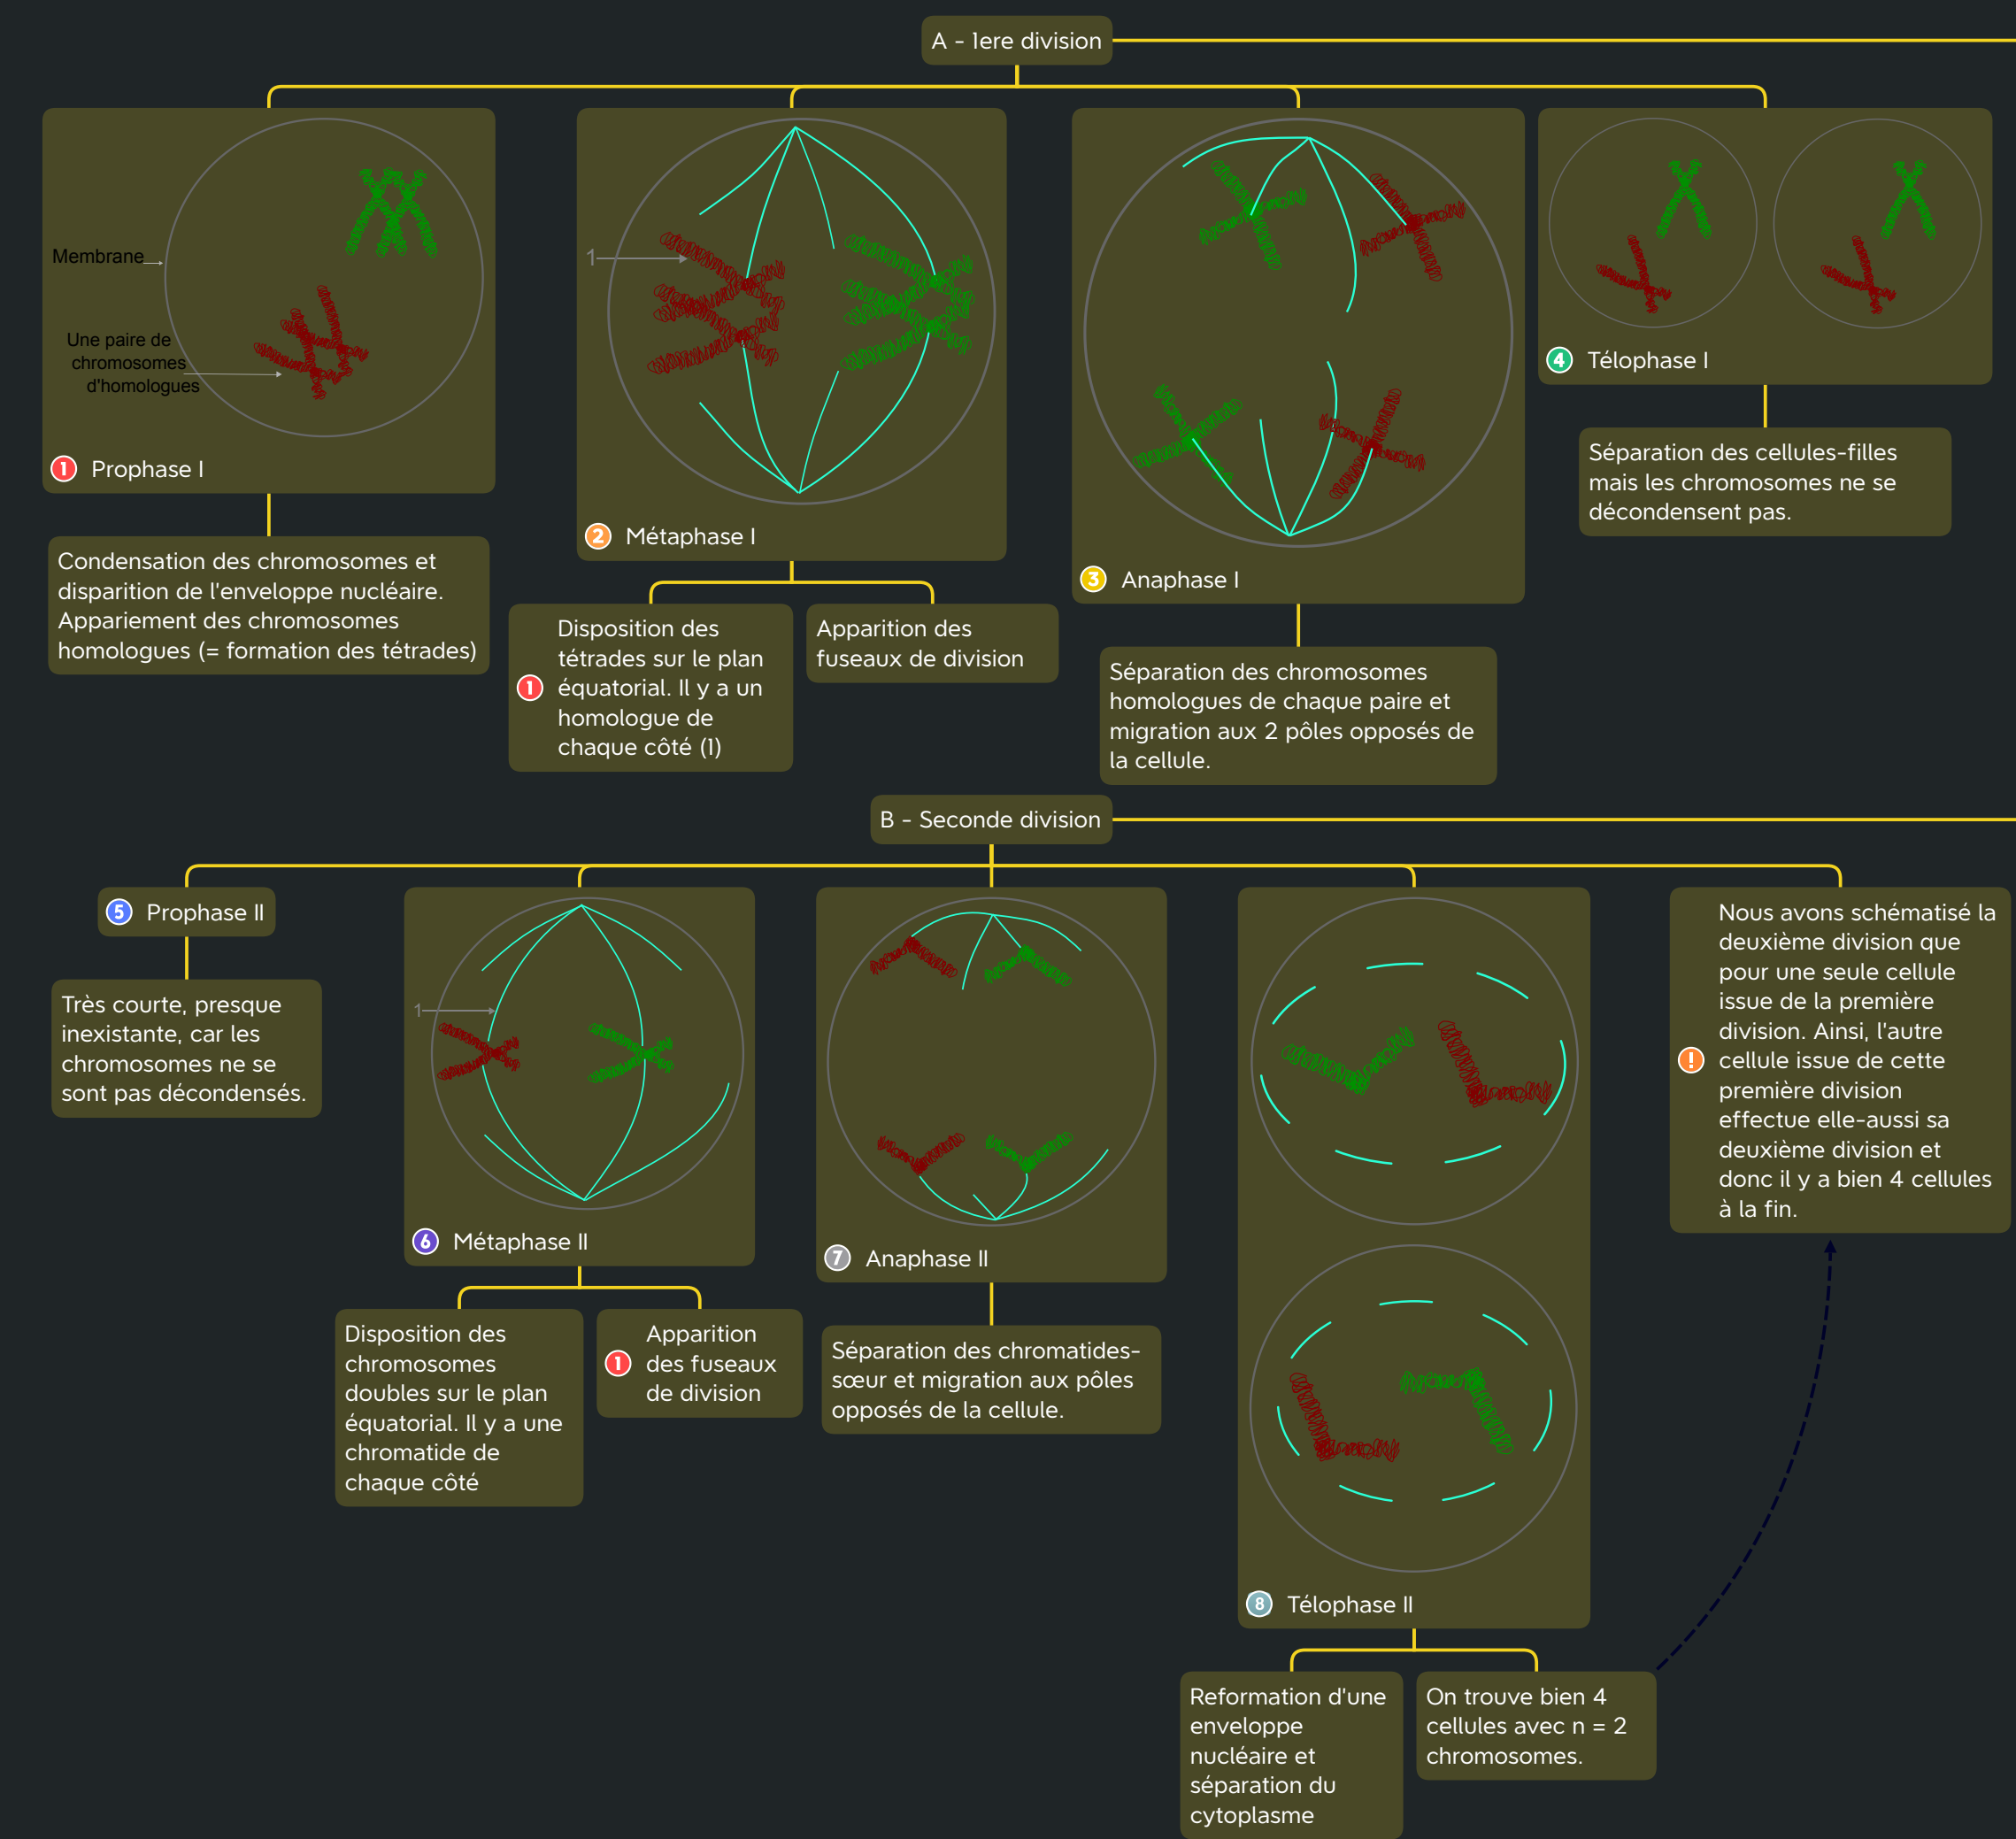 A - 1ere division
Membrane
Une paire de
chromosomes
d'homologues
1 Prophase I
Condensation des chromosomes et
disparition de l'enveloppe nucléaire.
Appariement des chromosomes
homologues (= formation des tétrades)
1
2 Métaphase I
1 Disposition des
tétrades sur le plan
équatorial. Il y a un
homologue de
chaque côté (1)
Apparition des
fuseaux de division
3 Anaphase I
Séparation des chromosomes
homologues de chaque paire et
migration aux 2 pôles opposés de
la cellule.
4 Télophase I
Séparation des cellules-filles
mais les chromosomes ne se
décondensent pas.
B - Seconde division
5 Prophase II
Très courte, presque
inexistante, car les
chromosomes ne se
sont pas décondensés.
1
6 Métaphase II
Disposition des
chromosomes
doubles sur le plan
équatorial. Il y a une
chromatide de
chaque côté
1 Apparition
des fuseaux
de division
7 Anaphase II
Séparation des chromatides-
sœur et migration aux pôles
opposés de la cellule.
8 Télophase II
Reformation d'une
enveloppe
nucléaire et
séparation du
cytoplasme
On trouve bien 4
cellules avec n = 2
chromosomes.
! Nous avons schématisé la
deuxième division que
pour une seule cellule
issue de la première
division. Ainsi, l'autre
cellule issue de cette
première division
effectue elle-aussi sa
deuxième division et
donc il y a bien 4 cellules
à la fin.